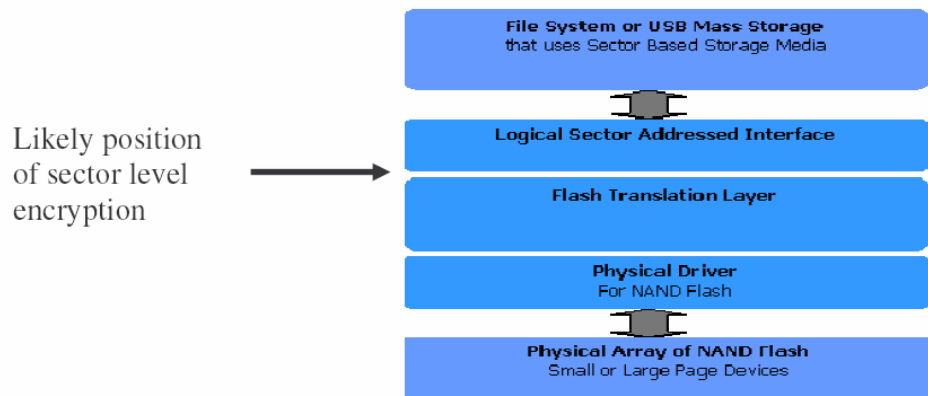 File System or USB Mass Storage
that uses Sector Based Storage Media
Likely position
of sector level
encryption
Logical Sector Addressed Interface
Flash Translation Layer
Physical Driver
For NAND Flash
Physical Array of NAND Flash
Small or Large Page Devices